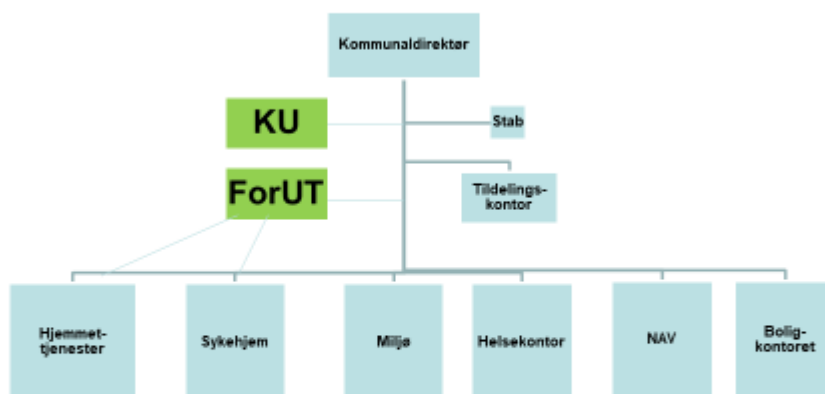 Kommunaldirektør
KU
Stab
ForUT
Tildelings-
kontor
Hjemmet-
tjenester
Sykehjem
Miljø
Helsekontor
NAV
Bolig-
kontoret